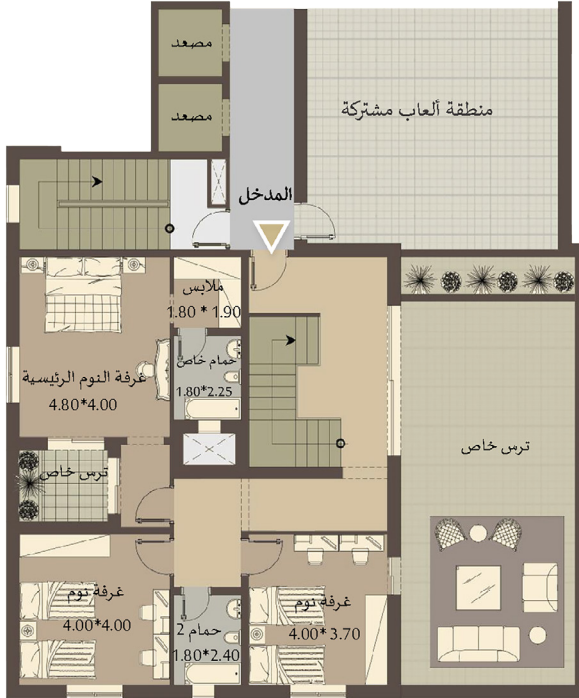 مصعد
مصعد
منطقة ألعاب مشتركة
المدخل
ملابس
1.80 * 1.90
حمام خاص
1.80*2.25
غرفة النوم الرئيسية
4.80*4.00
ترس خاص
ترس خاص
غرفة نوم
4.00*4.00
حمام 2
1.80*2.40
غرفة نوم
4.00*3.70